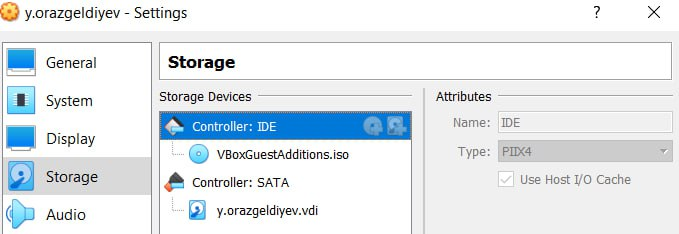 y.orazgeldiyev - Settings
? ×
General
System
Display
Storage
Audio
Storage
Storage Devices
Controller: IDE
VBoxGuestAdditions.iso
Controller: SATA
y.orazgeldiyev.vdi
Attributes
Name: IDE
Type: PIIX4
Use Host I/O Cache